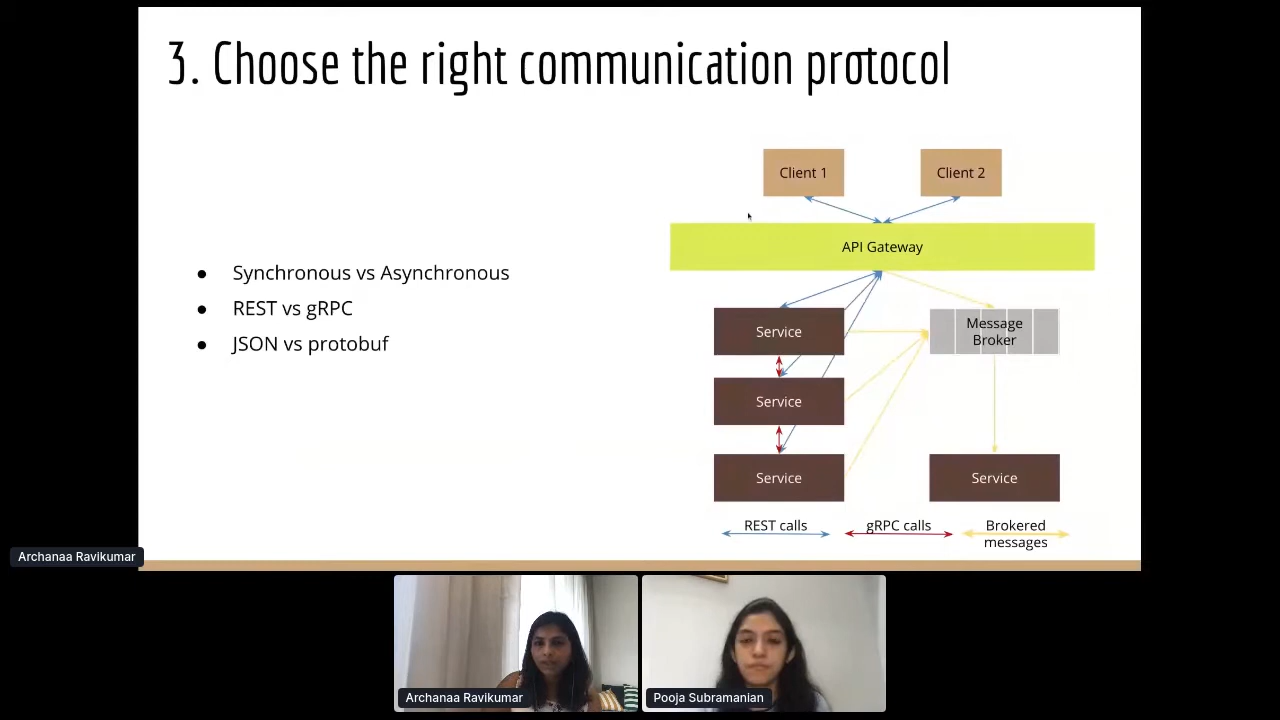 3. Choose the right communication protocol
Client 1
Client 2
API Gateway
● Synchronous vs Asynchronous
● REST vs gRPC
● JSON vs protobuf
Service
Message
Broker
Service
Service
Service
REST calls
gRPC calls
Brokered
messages
Archanaa Ravikumar
Archanaa Ravikumar
Pooja Subramanian